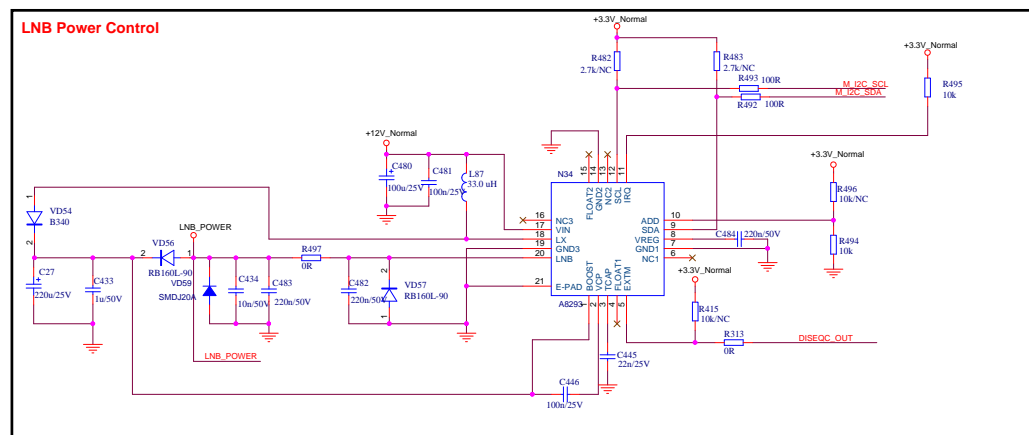 LNB Power Control
+3.3V_Normal
R482
2.7k/NC
R483
2.7k/NC
R493
100R
M_I2C_SCL
R492
100R
M_I2C_SDA
+3.3V_Normal
R495
10k
+12V_Normal
C480
100u/25V
C481
100n/25V
L87
33.0 uH
N34
15
14
13
12
11
FLOAT2
GND2
NC2
SCL
IRQ
16
17
18
19
20
21
NC3
VIN
LX
GND3
LNB
E-PAD
ADD
SDA
VREG
GND1
NC1
10
9
8
7
6
BOOST
VCP
TCAP
FLOAT1
EXTM
1
2
3
4
5
A8293
+3.3V_Normal
R496
10k/NC
R494
10k
C484
220n/50V
1
VD54
B340
2
LNB_POWER
VD56
2
1
RB160L-90
VD59
SMDJ20A
R497
0R
C27
220u/25V
C433
1u/50V
C434
10n/50V
C483
220n/50V
C482
220n/50V
2
VD57
RB160L-90
1
LNB_POWER
+3.3V_Normal
R415
10k/NC
R313
0R
DISEQC_OUT
C445
22n/25V
C446
100n/25V